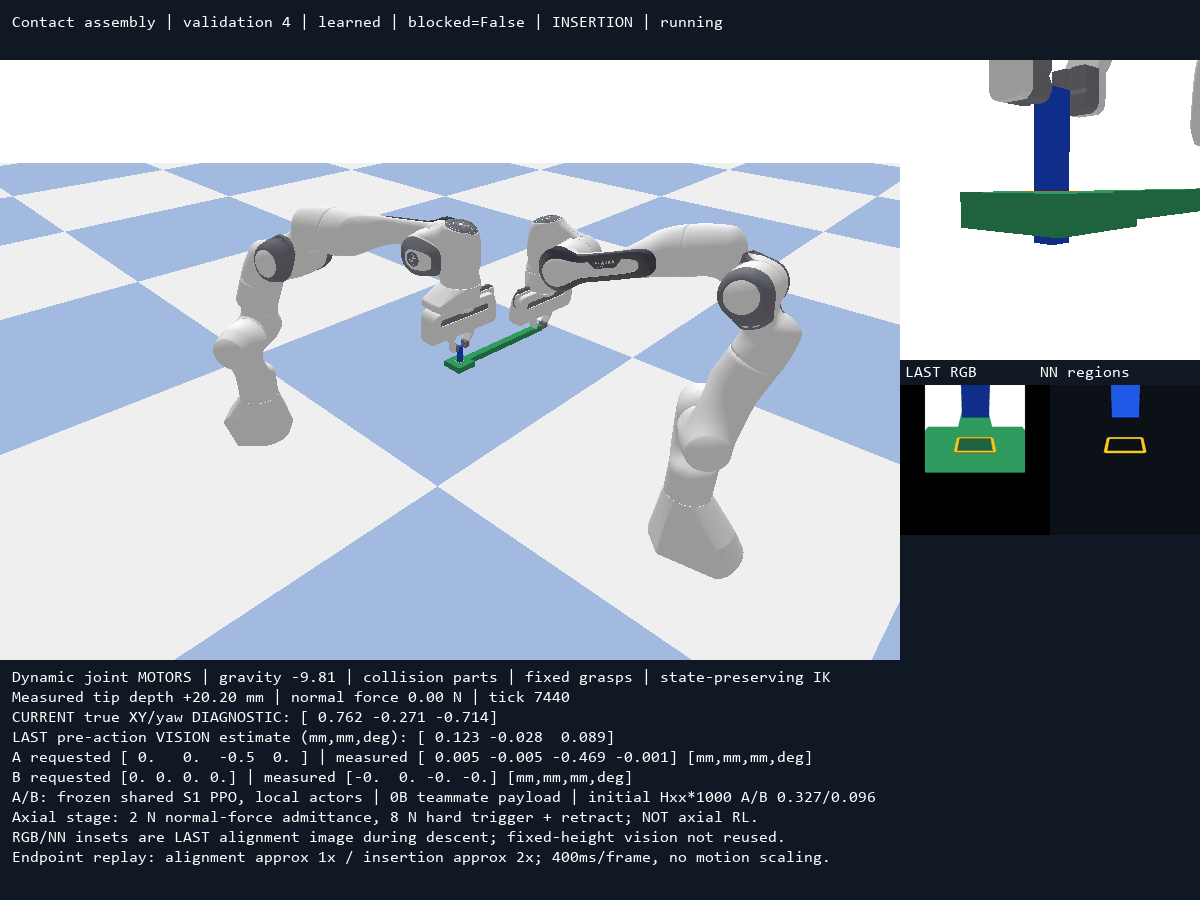 Contact assembly | validation 4 | learned | blocked=False | INSERTION | running
LAST RGB
NN regions
Dynamic joint MOTORS | gravity -9.81 | collision parts | fixed grasps | state-preserving IK
Measured tip depth +20.20 mm | normal force 0.00 N | tick 7440
CURRENT true XY/yaw DIAGNOSTIC: [ 0.762 -0.271 -0.714]
LAST pre-action VISION estimate (mm,mm,deg): [ 0.123 -0.028  0.089]
A requested [ 0.   0.  -0.5  0. ] | measured [ 0.005 -0.005 -0.469 -0.001] [mm,mm,mm,deg]
B requested [0. 0. 0. 0.] | measured [-0.  0. -0. -0.] [mm,mm,mm,deg]
A/B: frozen shared S1 PPO, local actors | 0B teammate payload | initial Hxx*1000 A/B 0.327/0.096
Axial stage: 2 N normal-force admittance, 8 N hard trigger + retract; NOT axial RL.
RGB/NN insets are LAST alignment image during descent; fixed-height vision not reused.
Endpoint replay: alignment approx 1x / insertion approx 2x; 400ms/frame, no motion scaling.